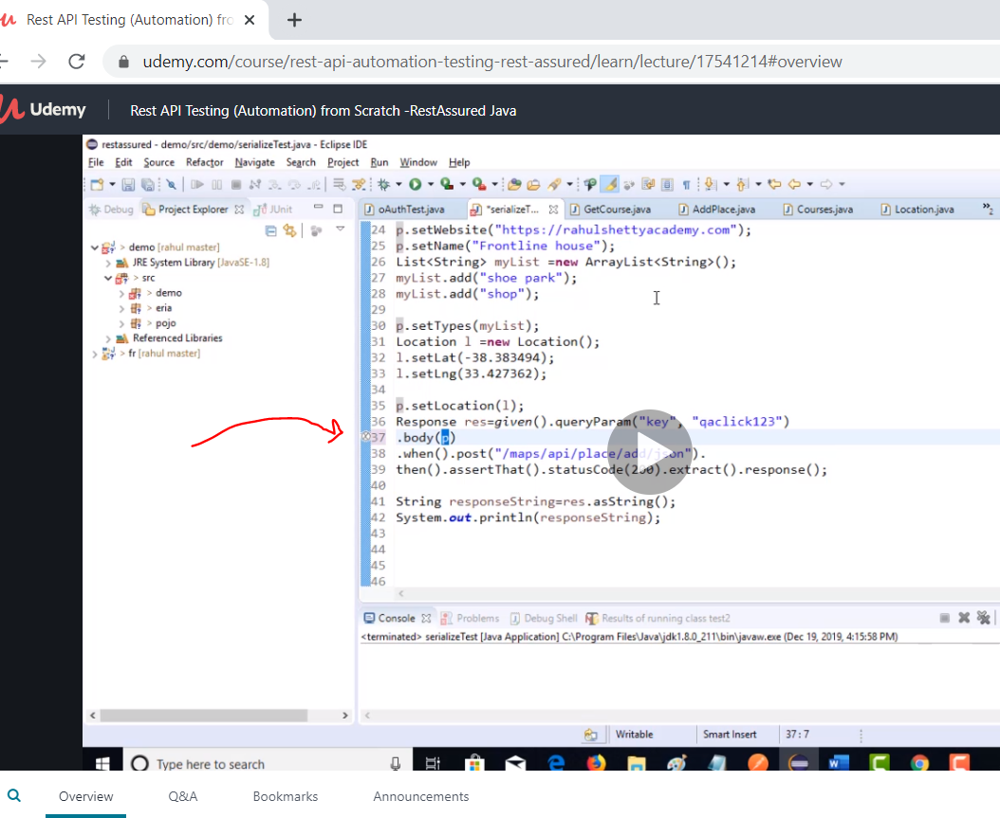 Rest API Testing (Automation) fro
udemy.com/course/rest-api-automation-testing-rest-assured/learn/lecture/17541214#overview
Udemy Rest API Testing (Automation) from Scratch -RestAssured Java
restassured - demo/src/demo/serializeTest.java - Eclipse IDE
File Edit Source Refactor Navigate Search Project Run Window Help
Debug Project Explorer JUnit
oAuthTest.java *serializeT... GetCourse.java AddPlace.java Courses.java Location.java »2
> demo [rahul master]
JRE System Library [JavaSE-1.8]
> src
> demo
> eria
> pojo
Referenced Libraries
> fr [rahul master]
24 p.setWebsite("https://rahulshettyacademy.com");
25 p.setName("Frontline house");
26 List<String> myList =new ArrayList<String>();
27 myList.add("shoe park");
28 myList.add("shop");
29
30 p.setTypes(myList);
31 Location l =new Location();
32 l.setLat(-38.383494);
33 l.setLng(33.427362);
34
35 p.setLocation(l);
36 Response res=given().queryParam("key", "qaclick123")
37 .body(p)
38 .when().post("/maps/api/place/add/json").
39 then().assertThat().statusCode(200).extract().response();
40
41 String responseString=res.asString();
42 System.out.println(responseString);
43
44
45
46
Console Problems Debug Shell Results of running class test2
<terminated> serializeTest [Java Application] C:\Program Files\Java\jdk1.8.0_211\bin\javaw.exe (Dec 19, 2019, 4:15:58 PM)
Writable Smart Insert 37 : 7
Type here to search
Overview Q&A Bookmarks Announcements